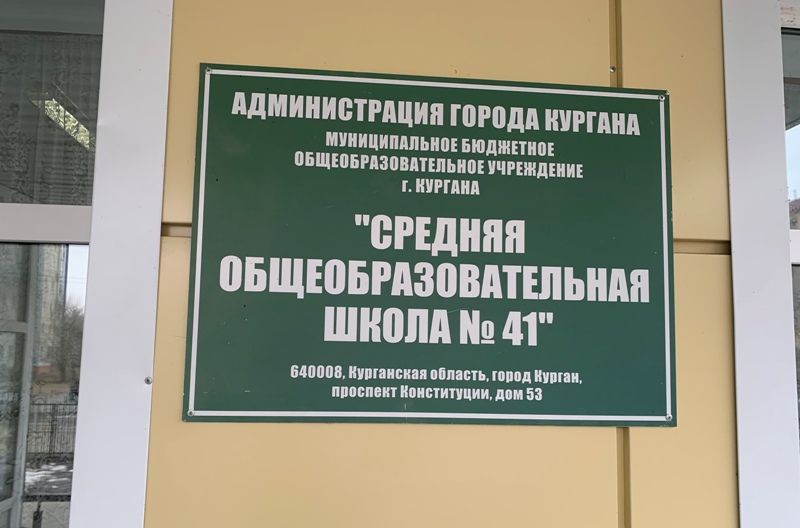 АДМИНИСТРАЦИЯ ГОРОДА КУРГАНА
МУНИЦИПАЛЬНОЕ БЮДЖЕТНОЕ
ОБЩЕОБРАЗОВАТЕЛЬНОЕ УЧРЕЖДЕНИЕ
г. КУРГАНА
"СРЕДНЯЯ
ОБЩЕОБРАЗОВАТЕЛЬНАЯ
ШКОЛА № 41"
640008, Курганская область, город Курган,
проспект Конституции, дом 53